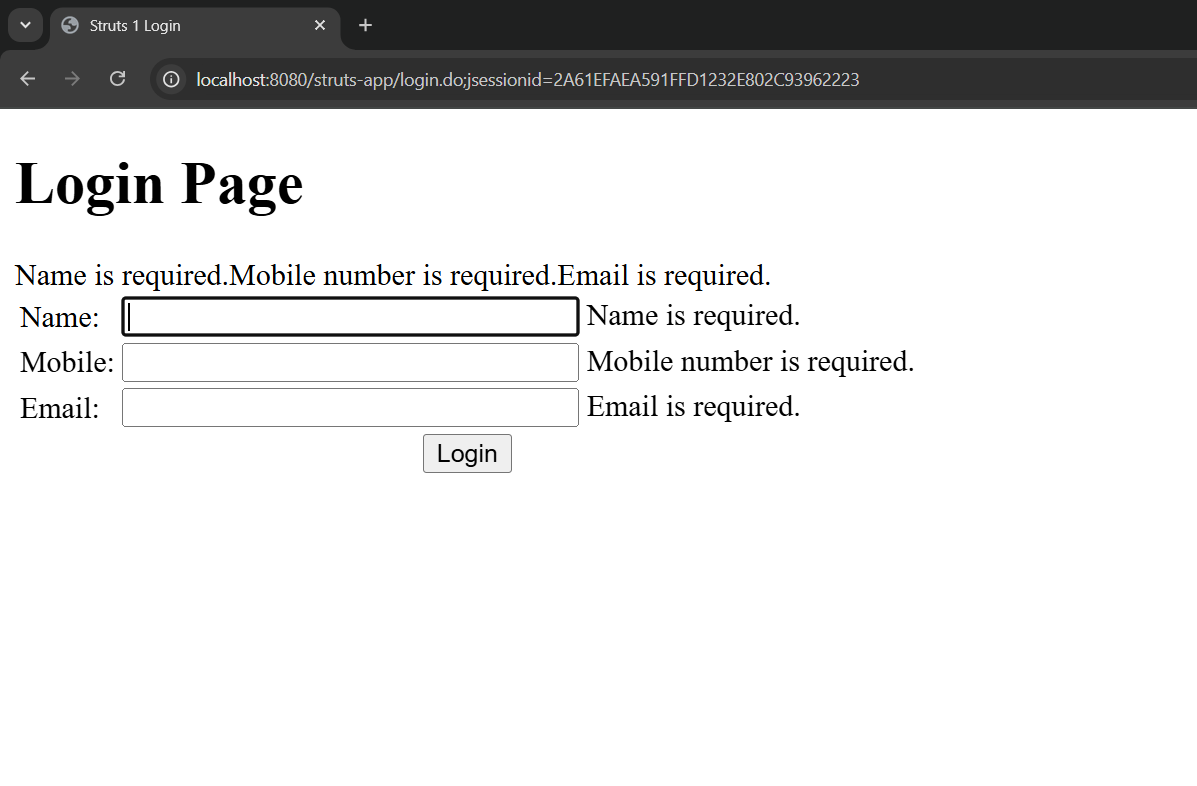 Struts 1 Login
localhost:8080/struts-app/login.do;jsessionid=2A61EFAEA591FFD1232E802C93962223
Login Page
Name is required.Mobile number is required.Email is required.
Name: Name is required.
Mobile: Mobile number is required.
Email: Email is required.
Login